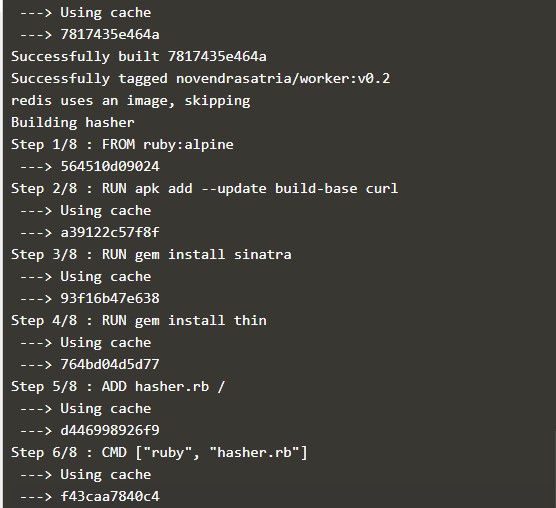 ---> Using cache
---> 7817435e464a
Successfully built 7817435e464a
Successfully tagged novendrasatria/worker:v0.2
redis uses an image, skipping
Building hasher
Step 1/8 : FROM ruby:alpine
---> 564510d09024
Step 2/8 : RUN apk add --update build-base curl
---> Using cache
---> a39122c57f8f
Step 3/8 : RUN gem install sinatra
---> Using cache
---> 93f16b47e638
Step 4/8 : RUN gem install thin
---> Using cache
---> 764bd04d5d77
Step 5/8 : ADD hasher.rb /
---> Using cache
---> d446998926f9
Step 6/8 : CMD ["ruby", "hasher.rb"]
---> Using cache
---> f43caa7840c4